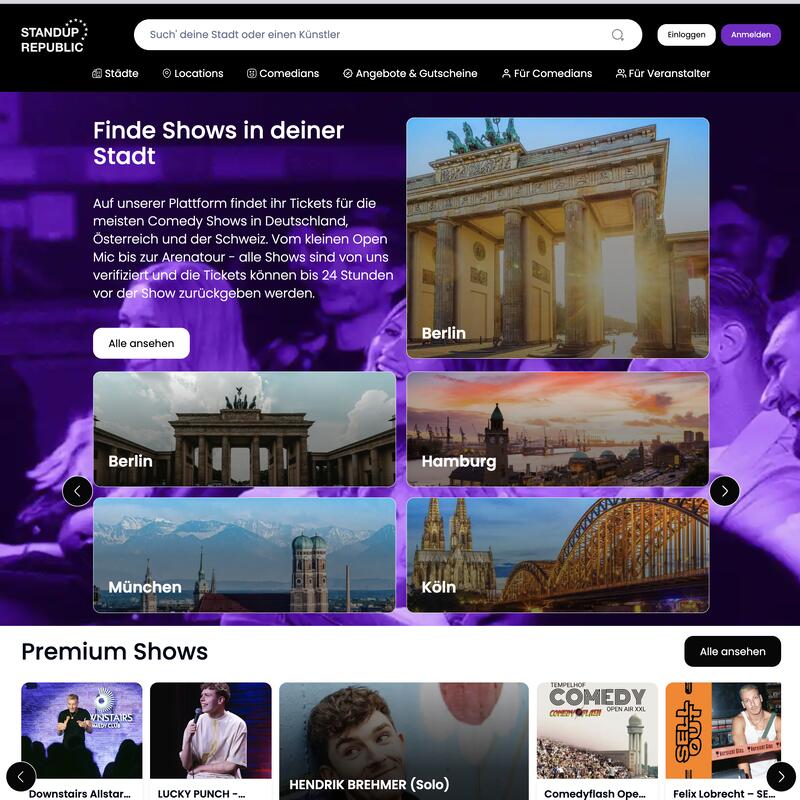 STANDUP
REPUBLIC
Such' deine Stadt oder einen Künstler
Einloggen
Anmelden
Städte
Locations
Comedians
Angebote & Gutscheine
Für Comedians
Für Veranstalter
Finde Shows in deiner
Stadt
Auf unserer Plattform findet ihr Tickets für die
meisten Comedy Shows in Deutschland,
Österreich und der Schweiz. Vom kleinen Open
Mic bis zur Arenatour - alle Shows sind von uns
verifiziert und die Tickets können bis 24 Stunden
vor der Show zurückgeben werden.
Alle ansehen
Berlin
Berlin
Hamburg
München
Köln
Premium Shows
Alle ansehen
TEMPELHOF
COMEDY
COMEDYFLASH
OPEN AIR XXL
SELL
OUT
Downstairs Allstar...
LUCKY PUNCH -...
HENDRIK BREHMER (Solo)
Comedyflash Ope...
Felix Lobrecht – SE...